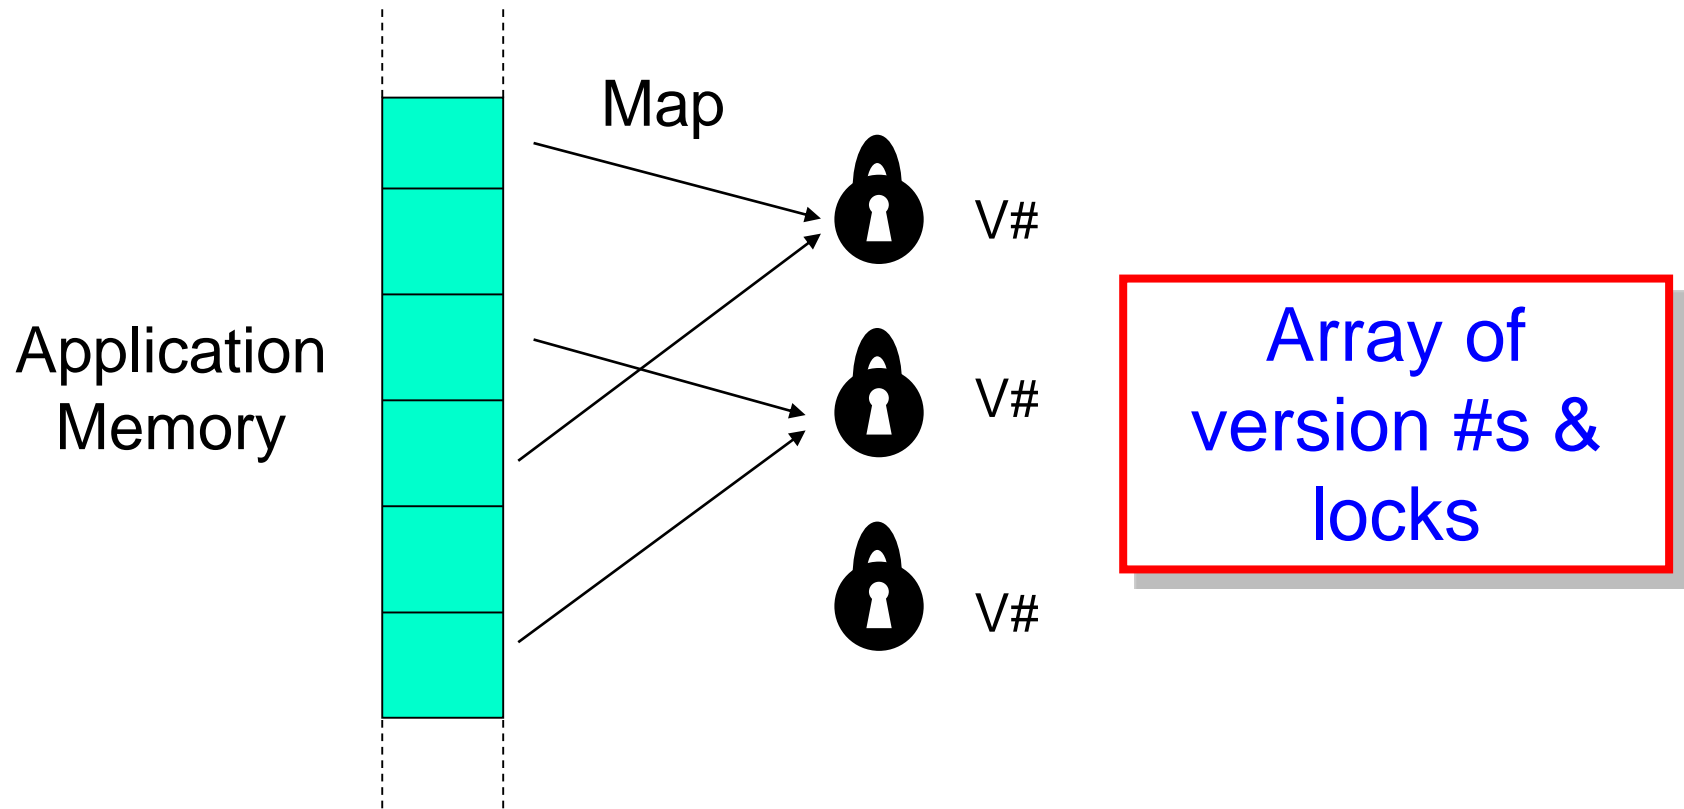 Map
V#
Application
Memory
V#
V#
Array of
version #s &
locks